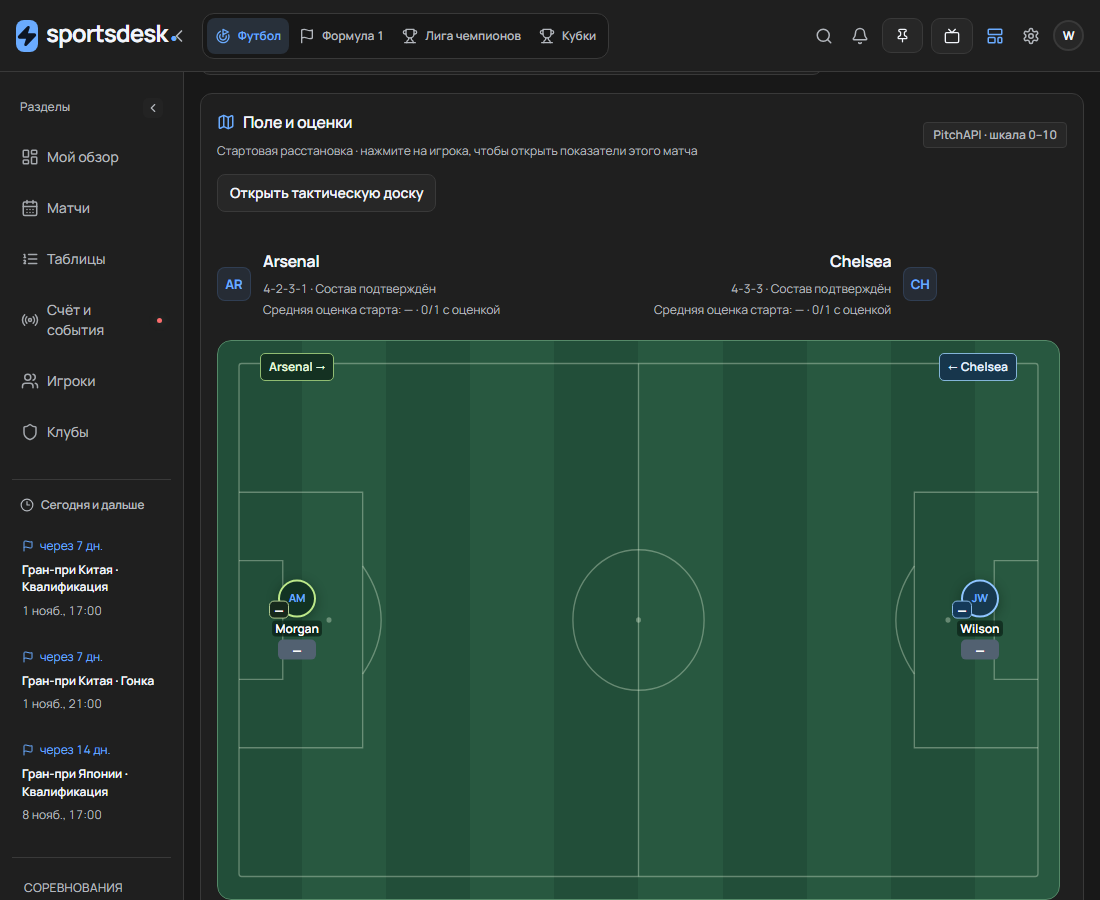 sportsdesk.
Футбол
Формула 1
Лига чемпионов
Кубки
W
Разделы
Мой обзор
Матчи
Таблицы
Счёт и
события
Игроки
Клубы
Сегодня и дальше
через 7 дн.
Гран-при Китая ·
Квалификация
1 нояб., 17:00
через 7 дн.
Гран-при Китая · Гонка
1 нояб., 21:00
через 14 дн.
Гран-при Японии ·
Квалификация
8 нояб., 17:00
СОРЕВНОВАНИЯ
Поле и оценки
Стартовая расстановка · нажмите на игрока, чтобы открыть показатели этого матча
PitchAPI · шкала 0–10
Открыть тактическую доску
AR
Arsenal
4-2-3-1 · Состав подтверждён
Средняя оценка старта: — · 0/1 с оценкой
Chelsea
4-3-3 · Состав подтверждён
Средняя оценка старта: — · 0/1 с оценкой
CH
Arsenal →
← Chelsea
AM
–
Morgan
–
JW
–
Wilson
–